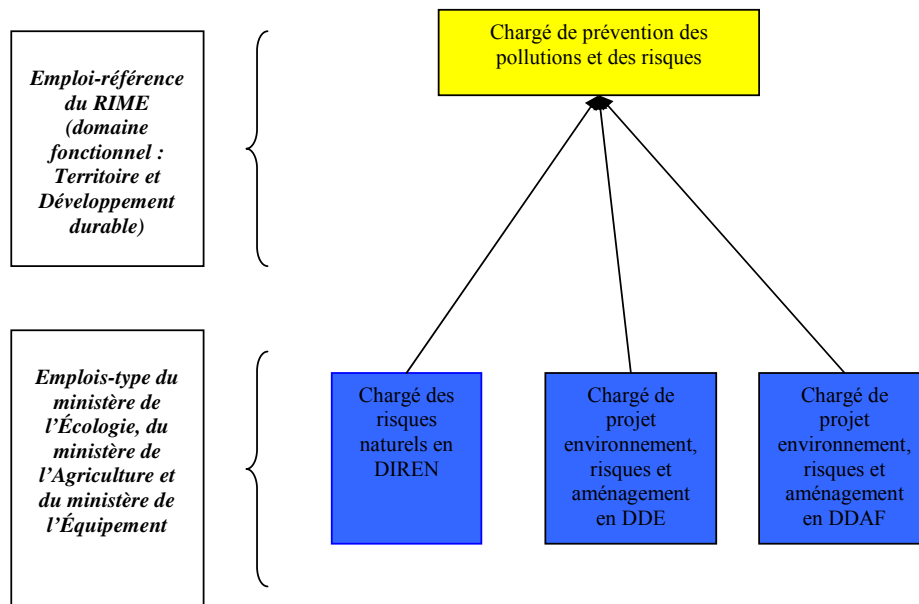 Emploi-référence
du RIME
(domaine
fonctionnel :
Territoire et
Développement
durable)
Chargé de prévention des
pollutions et des risques
Emplois-type du
ministère de
l'Écologie, du
ministère de
l'Agriculture et
du ministère de
l'Équipement
Chargé des
risques
naturels en
DIREN
Chargé de
projet
environnement,
risques et
aménagement
en DDE
Chargé de
projet
environnement,
risques et
aménagement
en DDAF